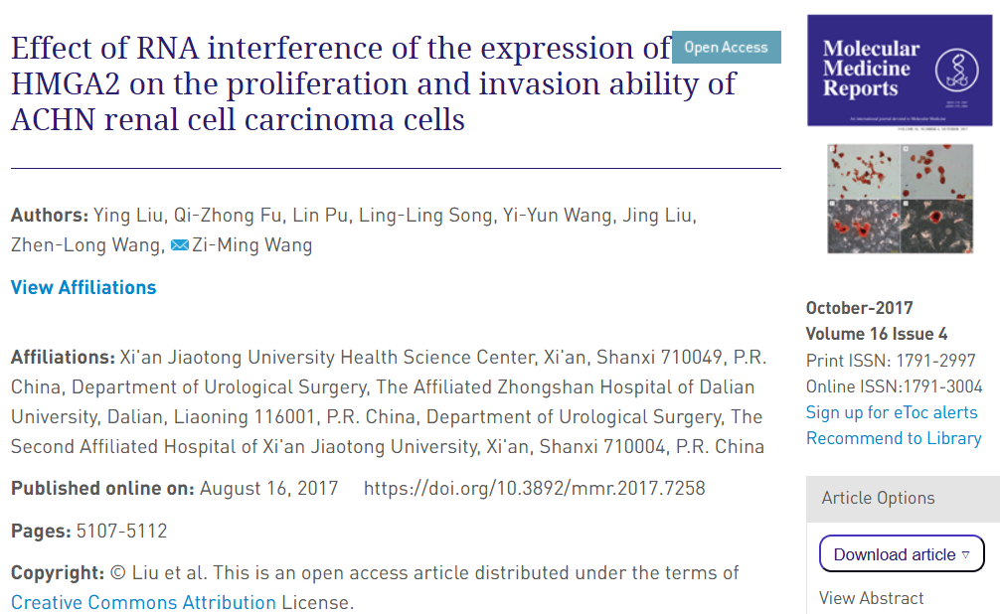 Effect of RNA interference of the expression of
HMGA2 on the proliferation and invasion ability of
ACHN renal cell carcinoma cells
Open Access
Authors: Ying Liu, Qi-Zhong Fu, Lin Pu, Ling-Ling Song, Yi-Yun Wang, Jing Liu,
Zhen-Long Wang, Zi-Ming Wang
View Affiliations
Affiliations: Xi'an Jiaotong University Health Science Center, Xi'an, Shanxi 710049, P.R.
China, Department of Urological Surgery, The Affiliated Zhongshan Hospital of Dalian
University, Dalian, Liaoning 116001, P.R. China, Department of Urological Surgery, The
Second Affiliated Hospital of Xi'an Jiaotong University, Xi'an, Shanxi 710004, P.R. China
Published online on: August 16, 2017 https://doi.org/10.3892/mmr.2017.7258
Pages: 5107-5112
Copyright: © Liu et al. This is an open access article distributed under the terms of
Creative Commons Attribution License.
Molecular
Medicine
Reports
An international journal devoted to Molecular Medicine
October-2017
Volume 16 Issue 4
Print ISSN: 1791-2997
Online ISSN:1791-3004
Sign up for eToc alerts
Recommend to Library
Article Options
Download article ▿
View Abstract